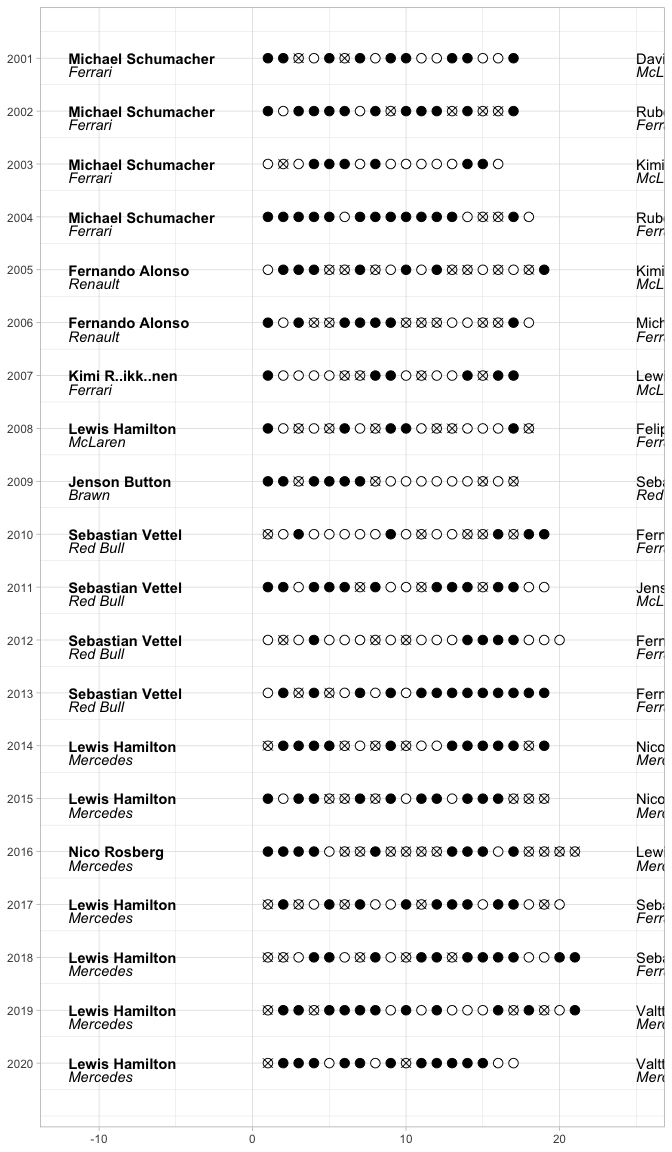 2001 Michael Schumacher Davi
Ferrari McL
2002 Michael Schumacher Rub
Ferrari Ferr
2003 Michael Schumacher Kimi
Ferrari McL
2004 Michael Schumacher Rub
Ferrari Ferr
2005 Fernando Alonso Kimi
Renault McL
2006 Fernando Alonso Mich
Renault Ferr
2007 Kimi R..ikk..nen Lew
Ferrari McL
2008 Lewis Hamilton Felip
McLaren Ferr
2009 Jenson Button Seba
Brawn Red
2010 Sebastian Vettel Fern
Red Bull Ferr
2011 Sebastian Vettel Jens
Red Bull McL
2012 Sebastian Vettel Fern
Red Bull Ferr
2013 Sebastian Vettel Fern
Red Bull Ferr
2014 Lewis Hamilton Nico
Mercedes Merc
2015 Lewis Hamilton Nico
Mercedes Merc
2016 Nico Rosberg Lew
Mercedes Merc
2017 Lewis Hamilton Seba
Mercedes Ferr
2018 Lewis Hamilton Seba
Mercedes Ferr
2019 Lewis Hamilton Valtt
Mercedes Merc
2020 Lewis Hamilton Valtt
Mercedes Merc
-10 0 10 20